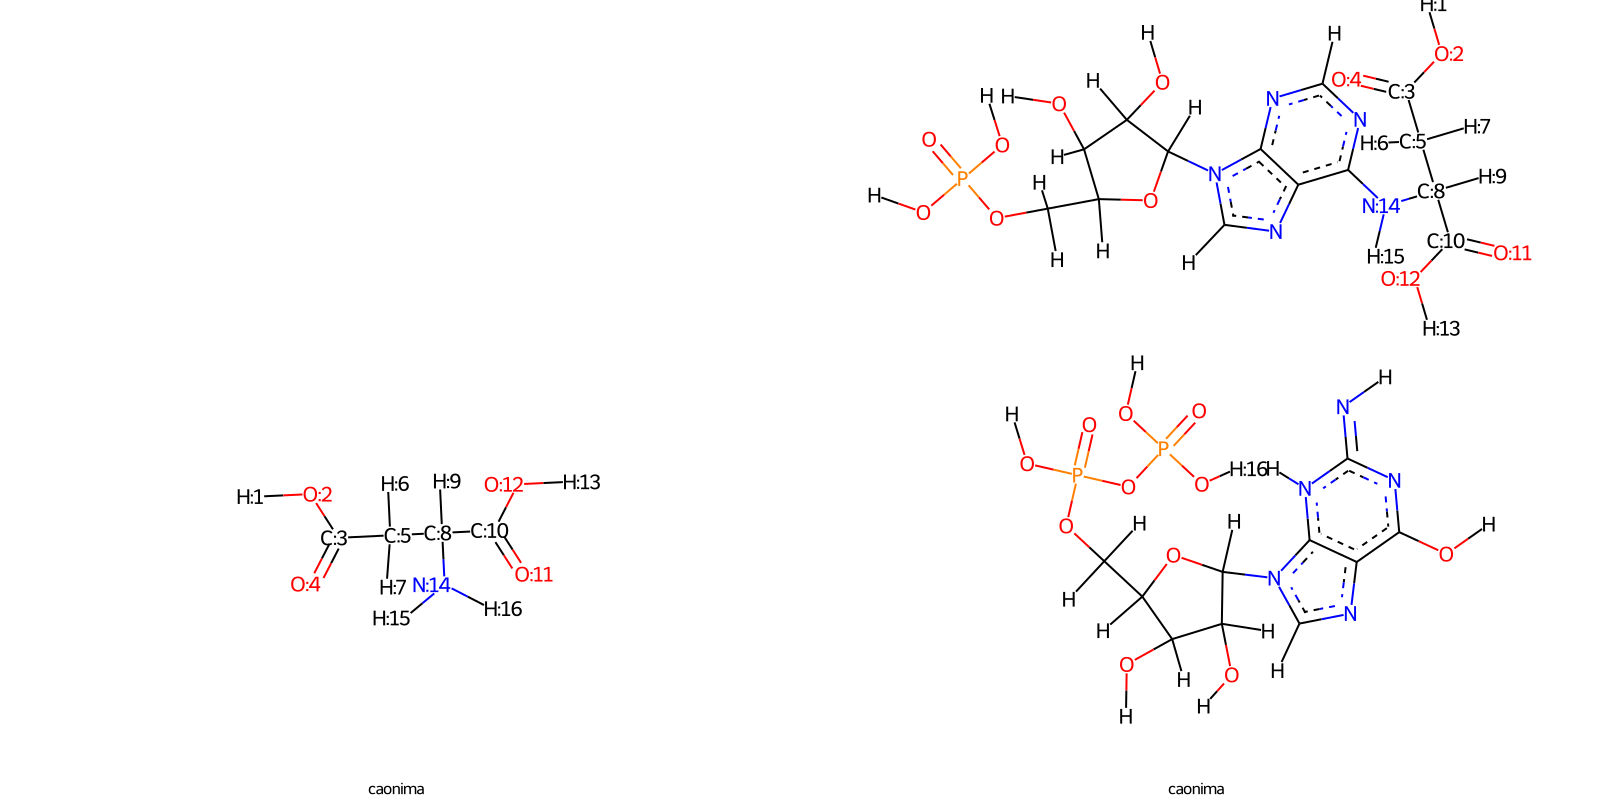 H:1
H H
O:2
H O O:4
C:3
H H N
O H
N
H:7
O O H:6 C:5
H
P N H:9
H
H C:8
O N:14
O O
N
C:10
H O:11
H H H:15
O:12
H:13
H
H
N
H O O O
O
P
O P H:16 H
H:6 H:9 O:12 H:13 O O N N
H:1 O:2
O H H H
C:3 C:5 C:8 C:10
O O
O:4 H:7 N:14 O:11 N
H:15 H:16 H N
H H
O O H
H
H H
caonima caonima